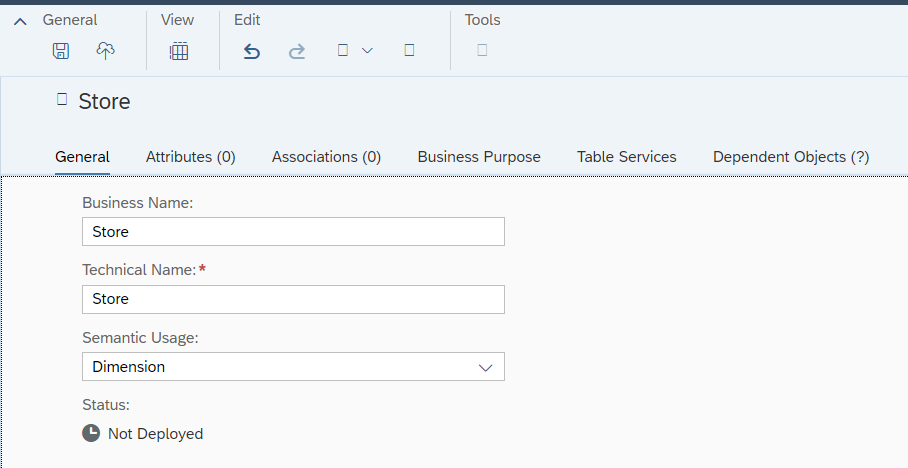 General View Edit Tools
Store
General Attributes (0) Associations (0) Business Purpose Table Services Dependent Objects (?)
Business Name:
Store
Technical Name:*
Store
Semantic Usage:
Dimension
Status:
Not Deployed